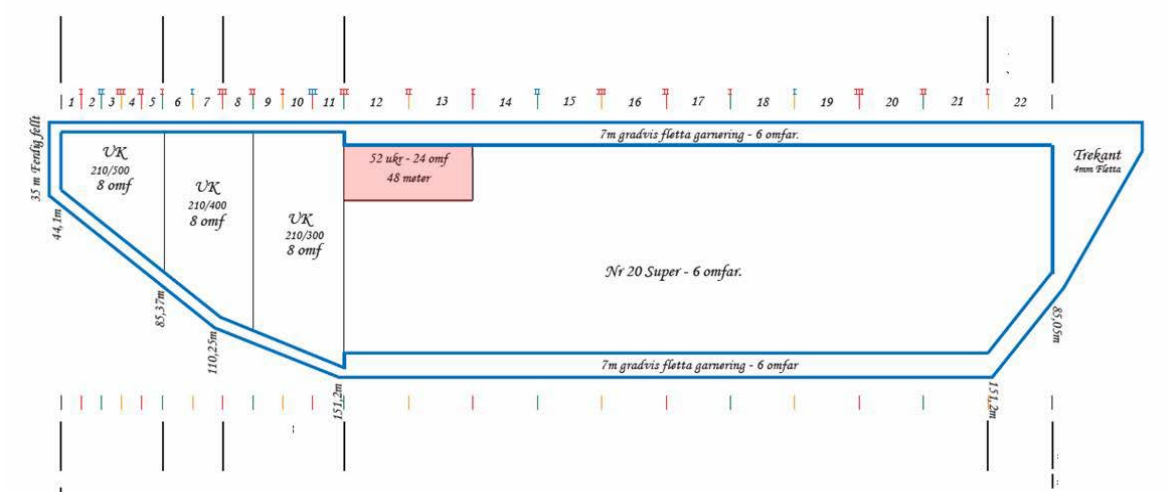 1 2 3 4 5 6 7 8 9 10 11 12 13 14 15 16 17 18 19 20 21 22
7m gradvis fletta garnering - 6 omfar.
35 m Ferdig fellt
UK
210/500
8 omf
UK
210/400
8 omf
UK
210/300
8 omf
52 ukr - 24 omf
48 meter
Trekant
4mm Fletta
Nr 20 Super - 6 omfar.
44,1m
85,37m
110,25m
151,2m
7m gradvis fletta garnering - 6 omfar
151,2m
85,05m